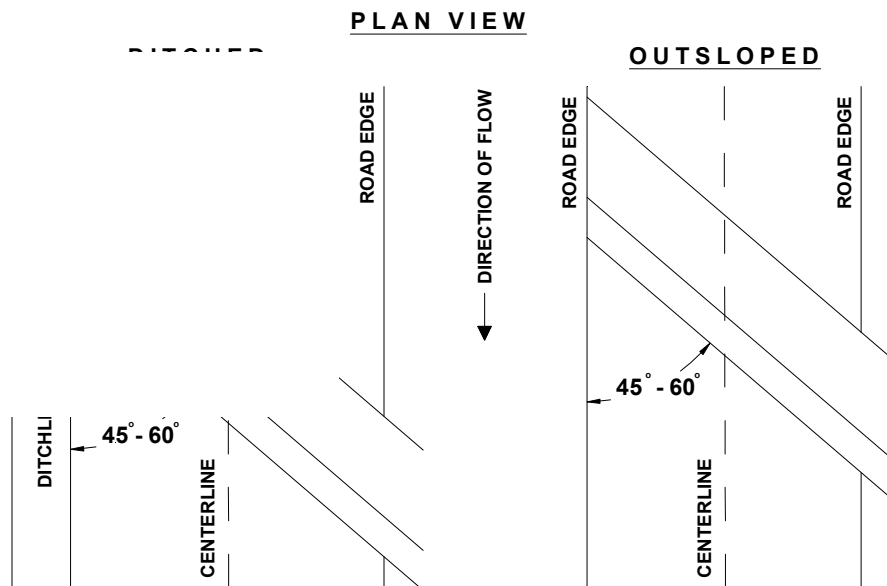 PLAN VIEW
OUTSLOPED
ROAD EDGE
DIRECTION OF FLOW
ROAD EDGE
ROAD EDGE
45° - 60°
45° - 60°
CENTERLINE
CENTERLINE